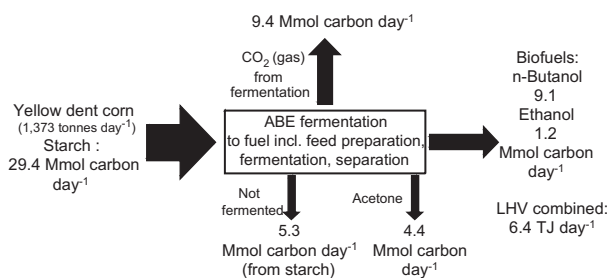 9.4 Mmol carbon day-1
CO2 (gas)
from
fermentation
Yellow dent corn
(1,373 tonnes day-1)
Starch :
29.4 Mmol carbon
day-1
ABE fermentation
to fuel incl. feed preparation,
fermentation, separation
Biofuels:
n-Butanol
9.1
Ethanol
1.2
Mmol carbon
day-1
LHV combined:
6.4 TJ day-1
Not
fermented
5.3
Mmol carbon day-1
(from starch)
Acetone
4.4
Mmol carbon
day-1